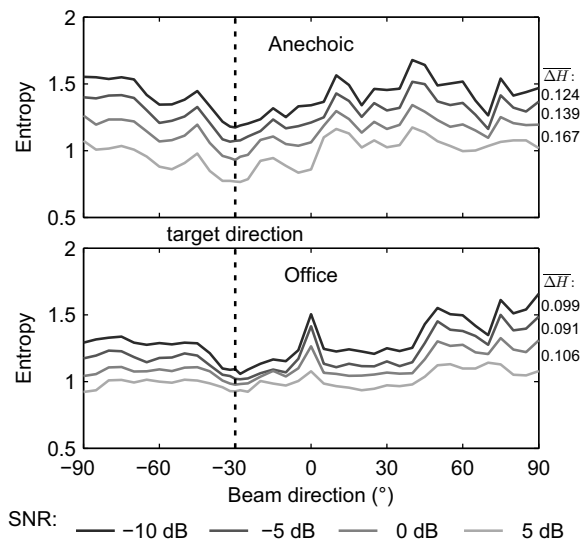 2
Anechoic
ΔH:
1.5
0.124
0.139
Entropy
1
0.167
0.5
target direction
2
Office
ΔH:
1.5
0.099
0.091
Entropy
1
0.106
0.5
−90 −60 −30 0 30 60 90
Beam direction (°)
SNR: −10 dB −5 dB 0 dB 5 dB